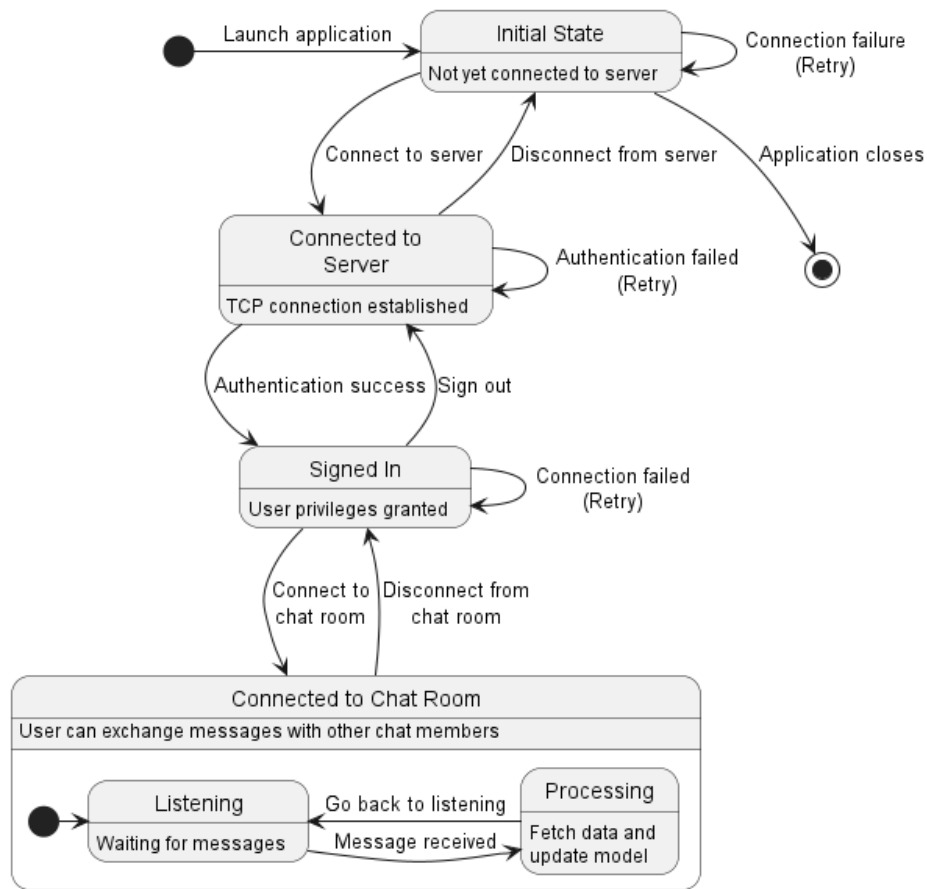 Launch application
Initial State
Not yet connected to server
Connection failure
(Retry)
Connect to server
Disconnect from server
Application closes
Connected to
Server
TCP connection established
Authentication failed
(Retry)
Authentication success
Sign out
Signed In
User privileges granted
Connection failed
(Retry)
Connect to
chat room
Disconnect from
chat room
Connected to Chat Room
User can exchange messages with other chat members
Listening
Waiting for messages
Go back to listening
Message received
Processing
Fetch data and
update model